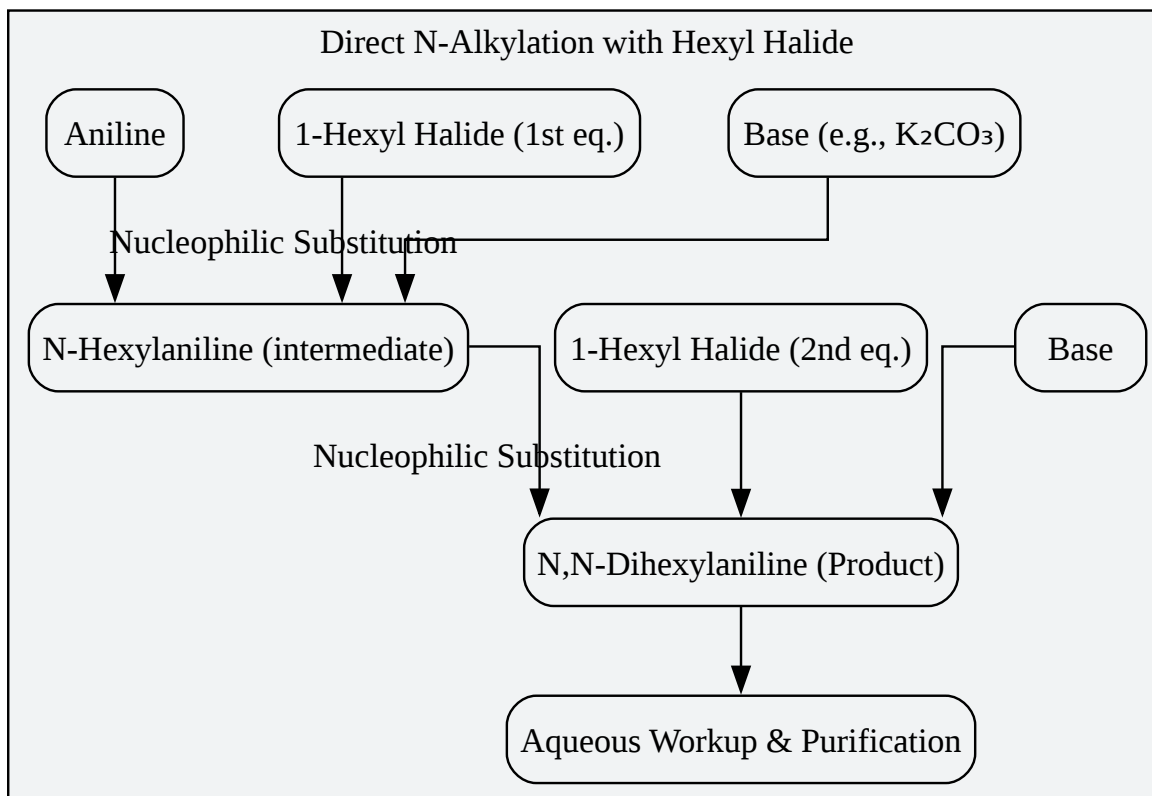 Direct N-Alkylation with Hexyl Halide
Aniline
1-Hexyl Halide (1st eq.)
Base (e.g., K₂CO₃)
Nucleophilic Substitution
N-Hexylaniline (intermediate)
1-Hexyl Halide (2nd eq.)
Base
Nucleophilic Substitution
N,N-Dihexylaniline (Product)
Aqueous Workup & Purification